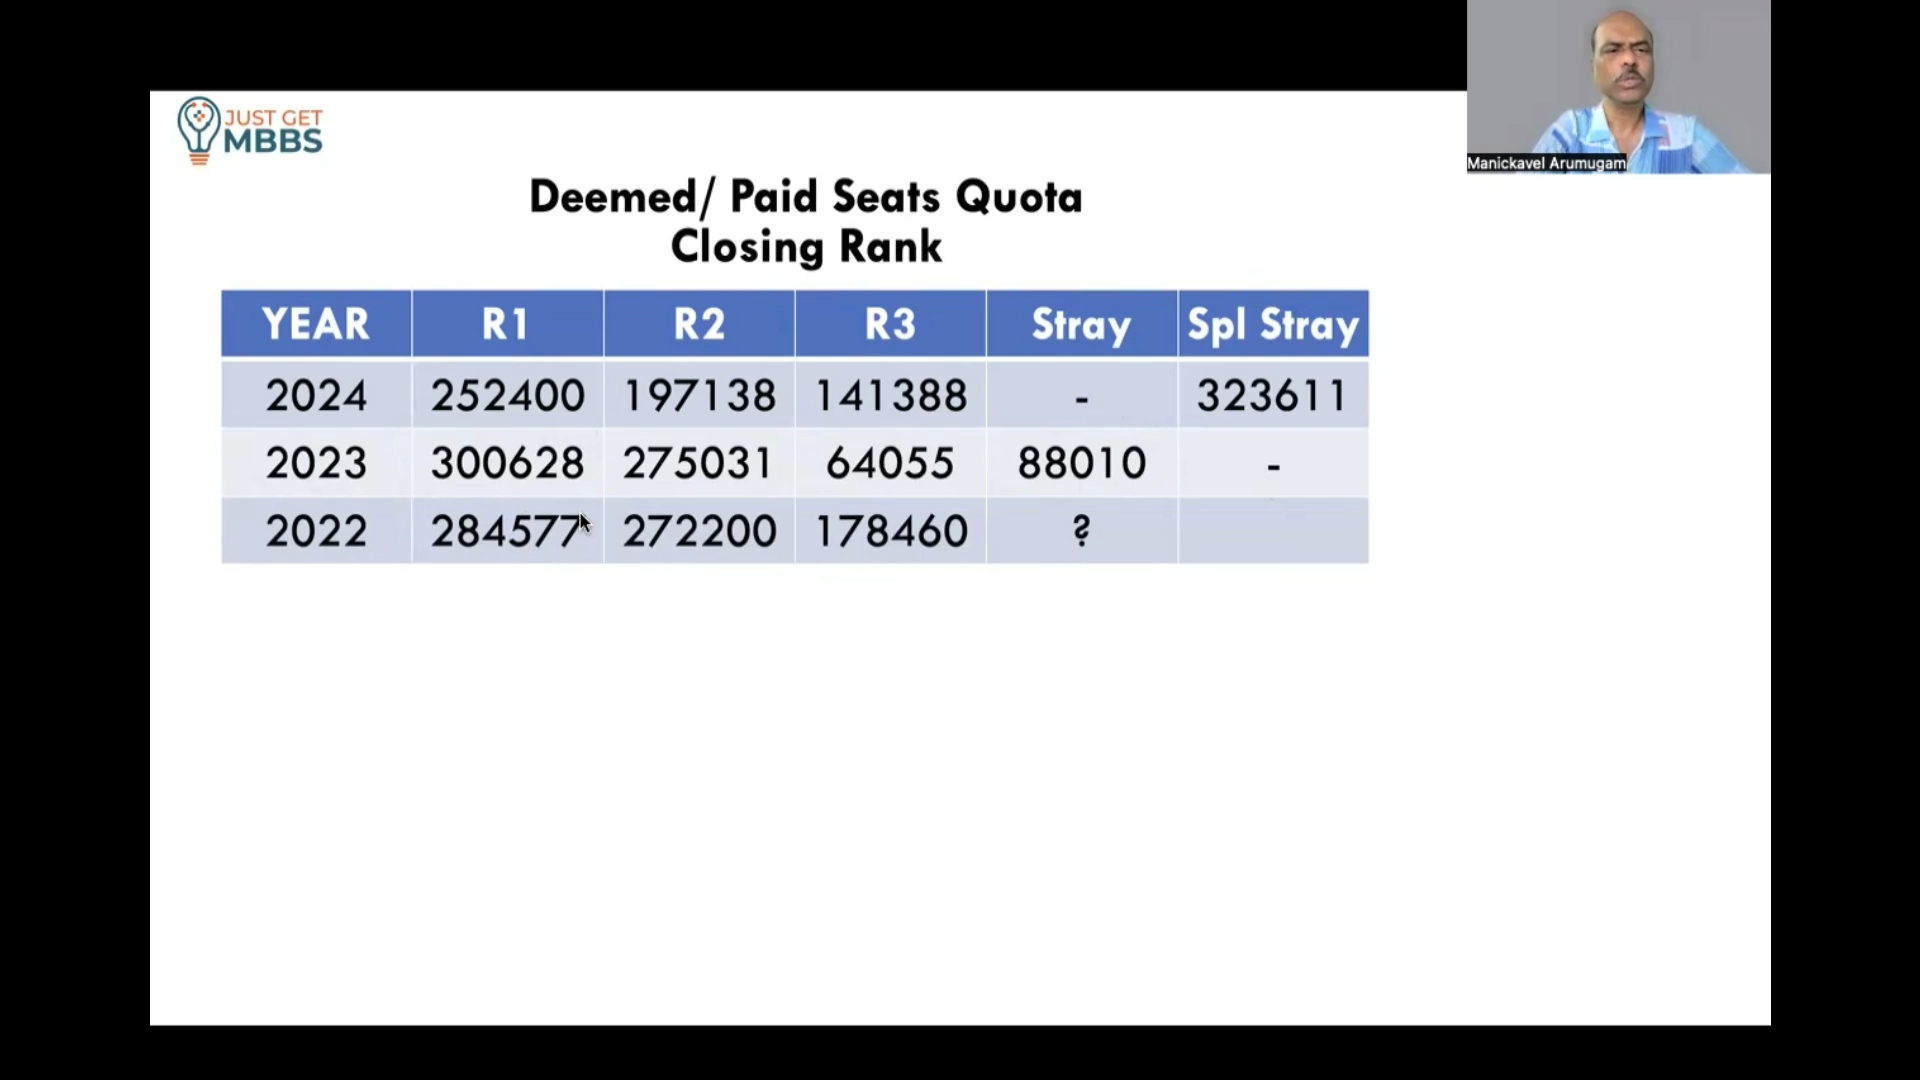 JUST GET
MBBS
Manickavel Arumugam
Deemed/ Paid Seats Quota
Closing Rank
YEAR R1 R2 R3 Stray Spl Stray
2024 252400 197138 141388 - 323611
2023 300628 275031 64055 88010 -
2022 284577 272200 178460 ?